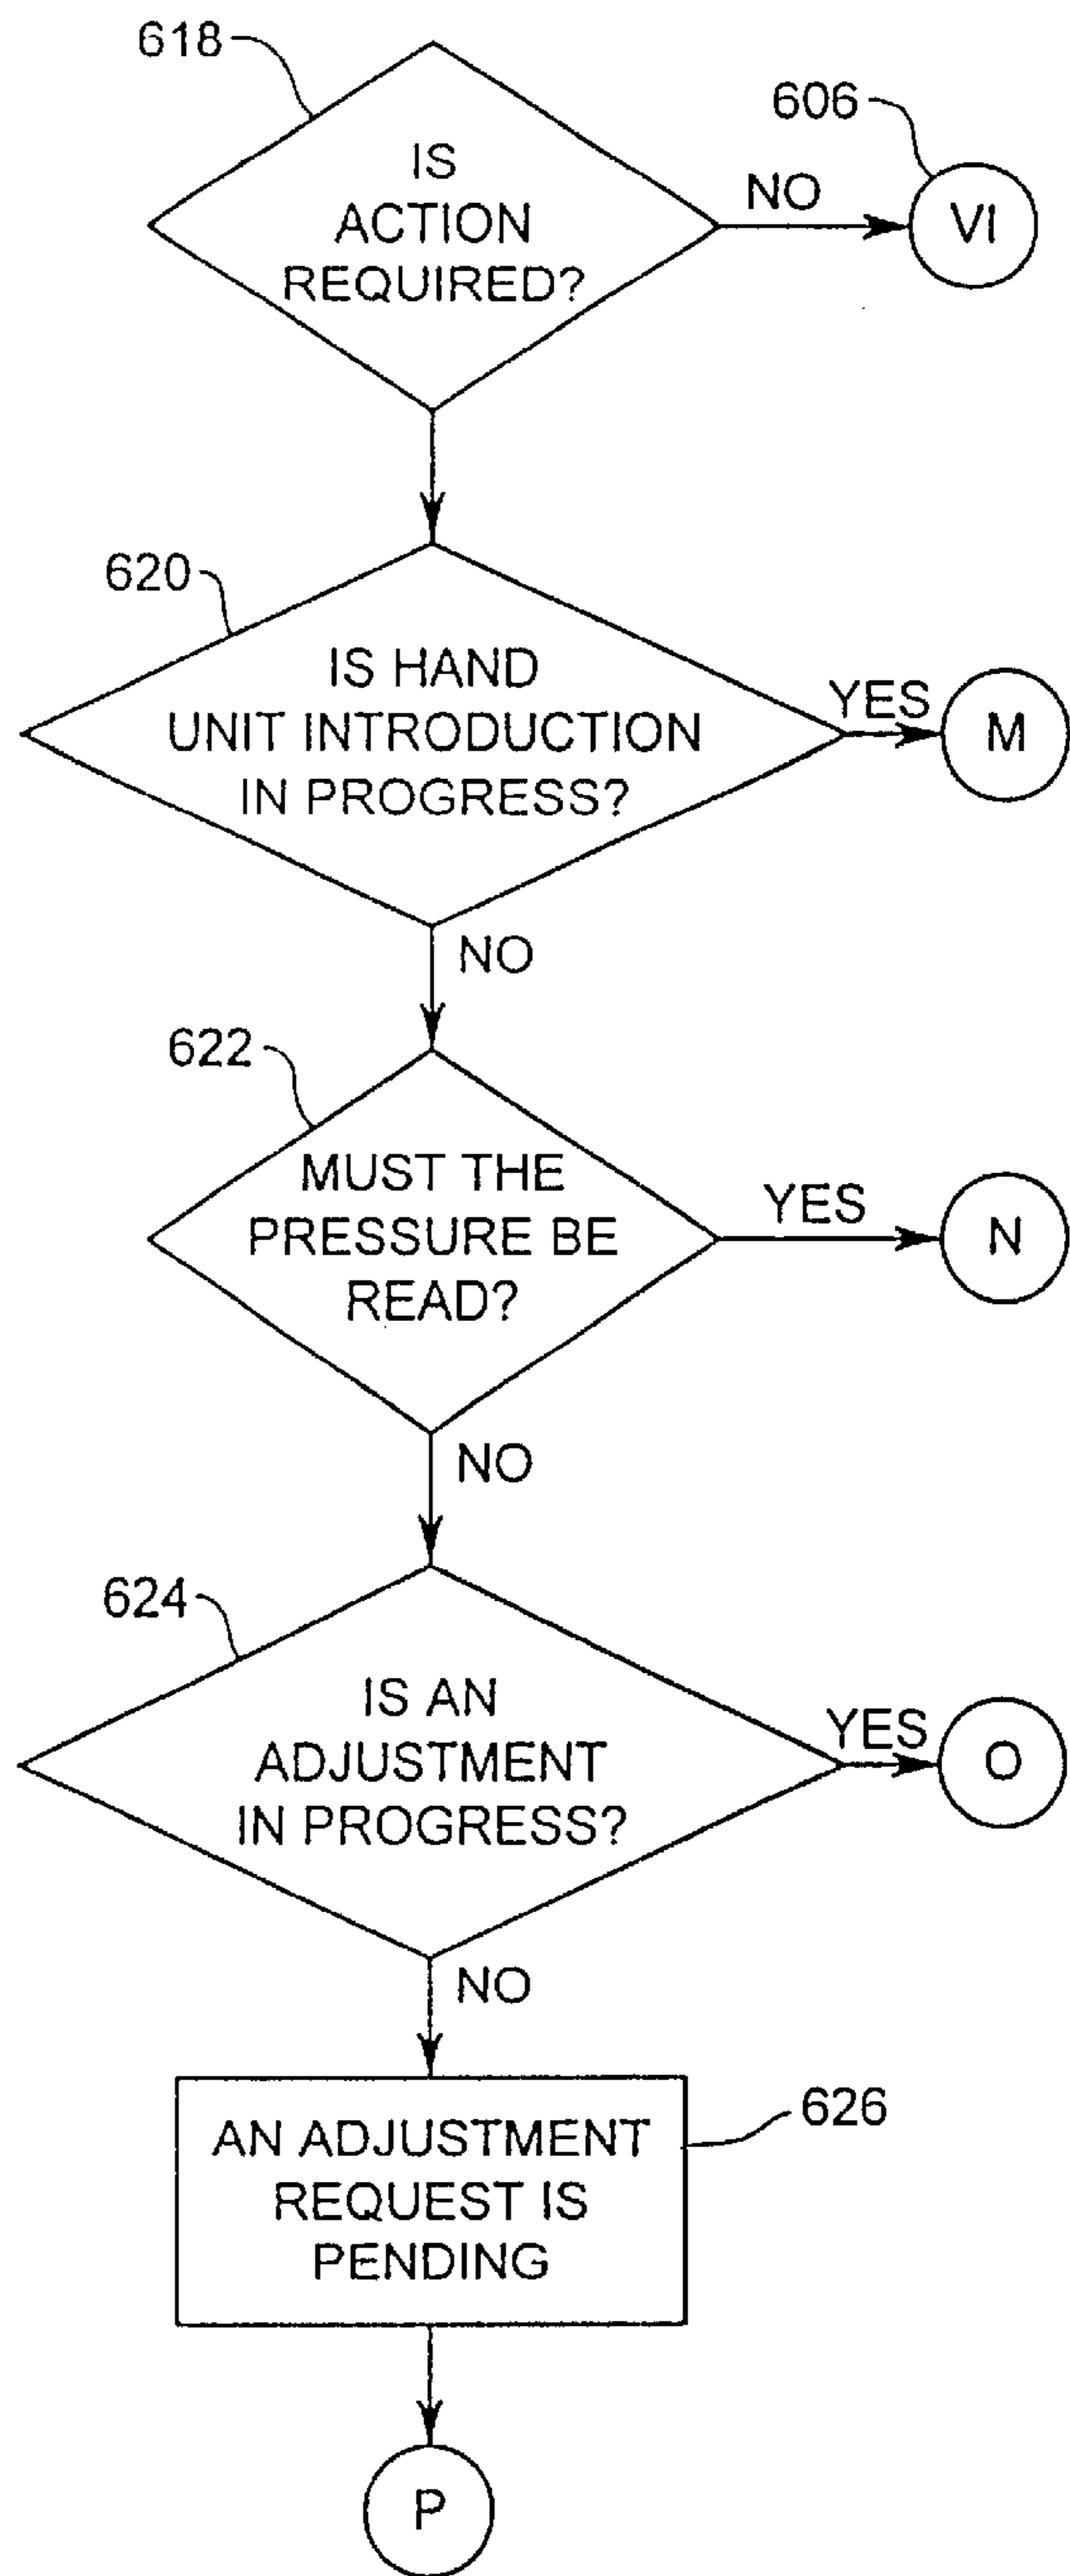 618
606
IS
ACTION
REQUIRED?
NO
VI
620
IS HAND
UNIT INTRODUCTION
IN PROGRESS?
YES
M
NO
622
MUST THE
PRESSURE BE
READ?
YES
N
NO
624
IS AN
ADJUSTMENT
IN PROGRESS?
YES
O
NO
626
AN ADJUSTMENT
REQUEST IS
PENDING
P